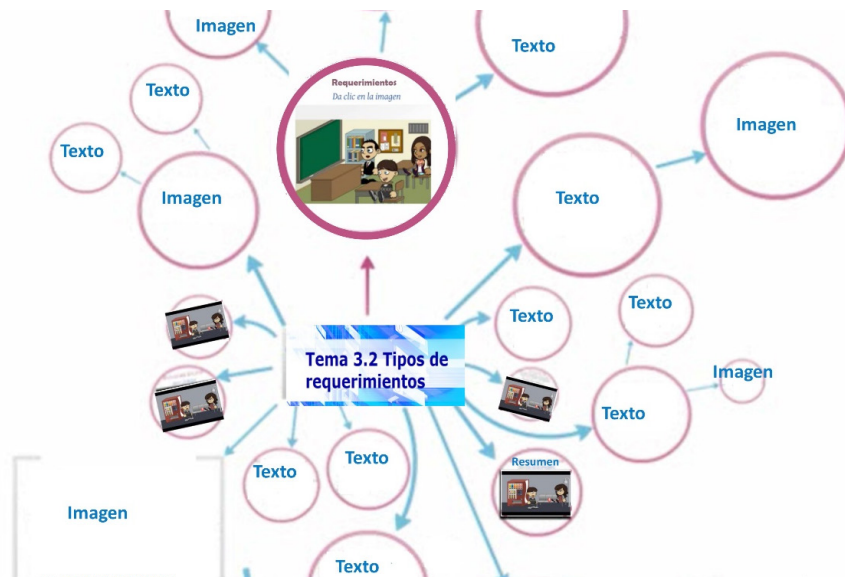 Imagen
Texto
Requerimientos
Da clic en la imagen
Texto
Texto
Imagen
Imagen
Texto
Texto
Texto
Tema 3.2 Tipos de
requerimientos
Imagen
Texto
Resumen
Texto
Texto
Imagen
Texto